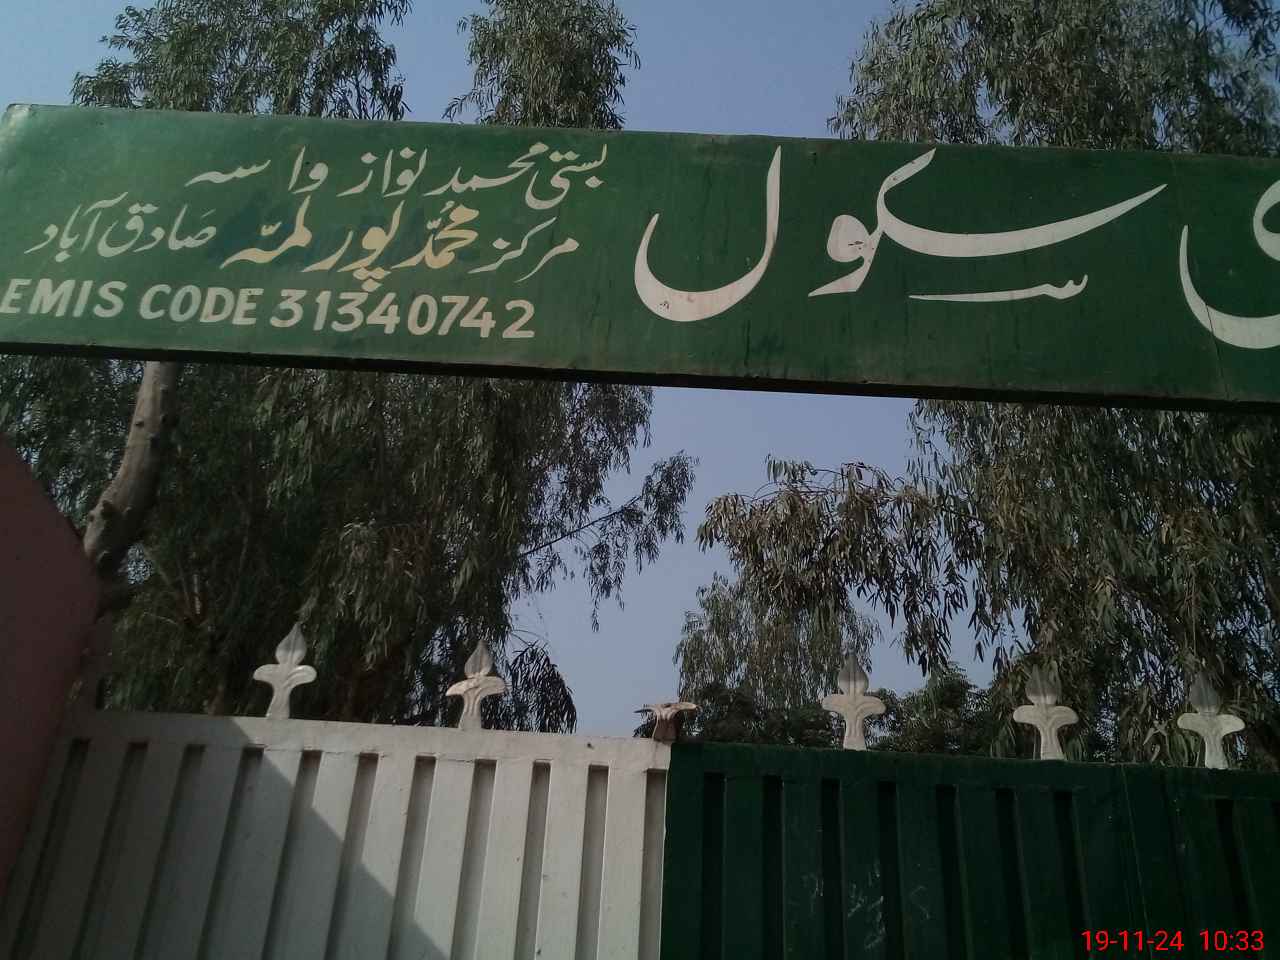 ی سکول
بستی محمد نواز واسہ
مرکز محمد پور لمہ صادق آباد
EMIS CODE 31340742
19-11-24 10:33